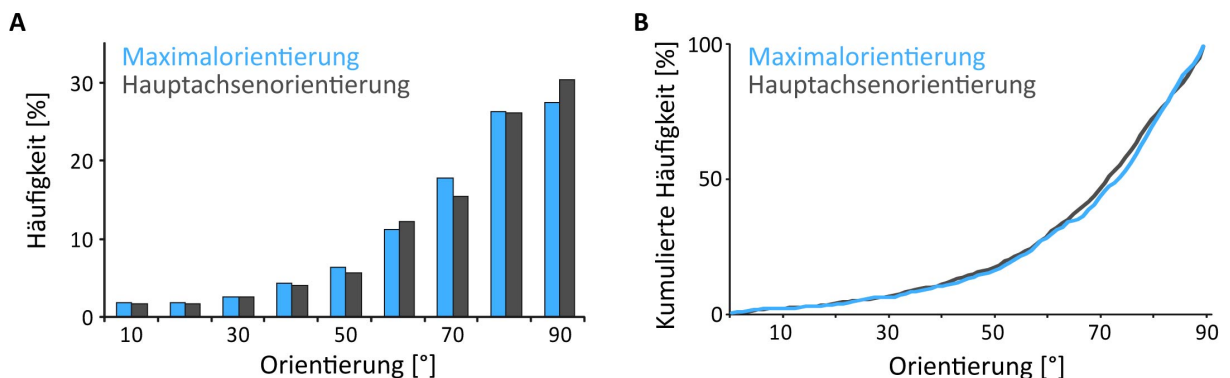 A
Maximalorientierung
Hauptachsenorientierung
Häufigkeit [%]
30
20
10
0
10
30
50
70
90
Orientierung [°]
B
Maximalorientierung
Hauptachsenorientierung
Kumulierte Häufigkeit [%]
100
50
0
10
30
50
70
90
Orientierung [°]